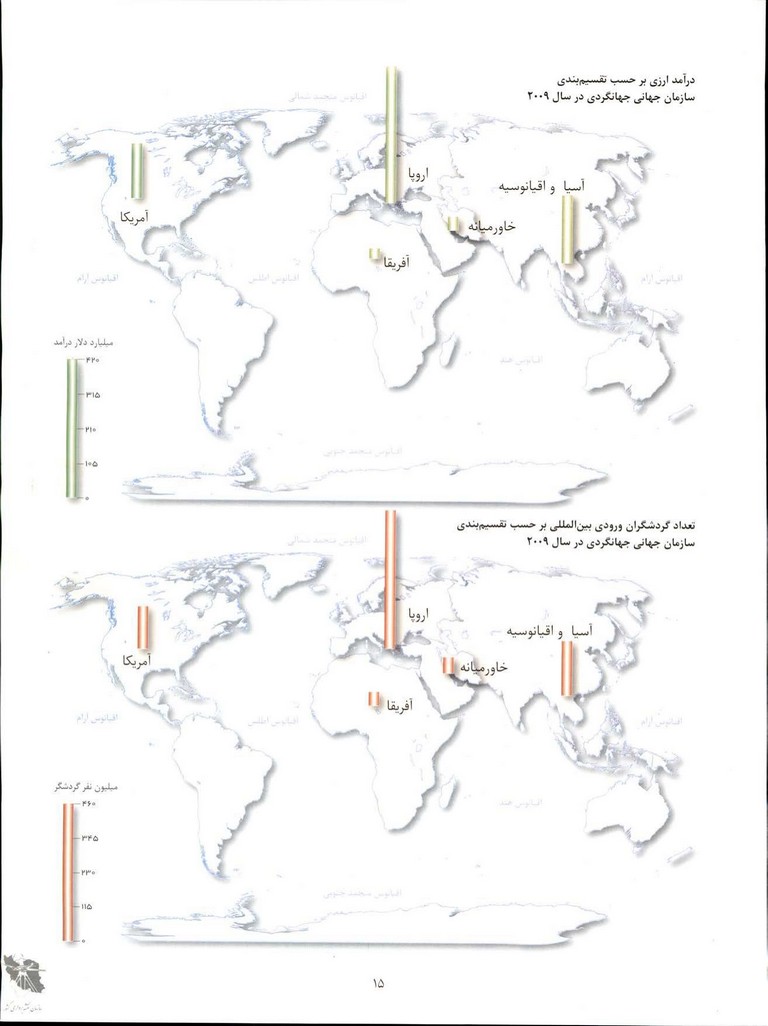 درآمد ارزی بر حسب تقسیم‌بندی
سازمان جهانی جهانگردی در سال ۲۰۰۹
اقیانوس منجمد شمالی
اروپا
آسیا و اقیانوسیه
آمریکا
خاورمیانه
آفریقا
اقیانوس آرام
اقیانوس اطلس
اقیانوس آرام
میلیارد دلار درآمد
۴۲۰
۳۱۵
۲۱۰
۱۰۵
۰
اقیانوس هند
اقیانوس منجمد جنوبی
تعداد گردشگران ورودی بین‌المللی بر حسب تقسیم‌بندی
سازمان جهانی جهانگردی در سال ۲۰۰۹
اقیانوس منجمد شمالی
اروپا
آسیا و اقیانوسیه
آمریکا
خاورمیانه
آفریقا
اقیانوس آرام
اقیانوس اطلس
اقیانوس آرام
میلیون نفر گردشگر
۴۶۰
۳۴۵
۲۳۰
۱۱۵
۰
اقیانوس هند
اقیانوس منجمد جنوبی
۱۵